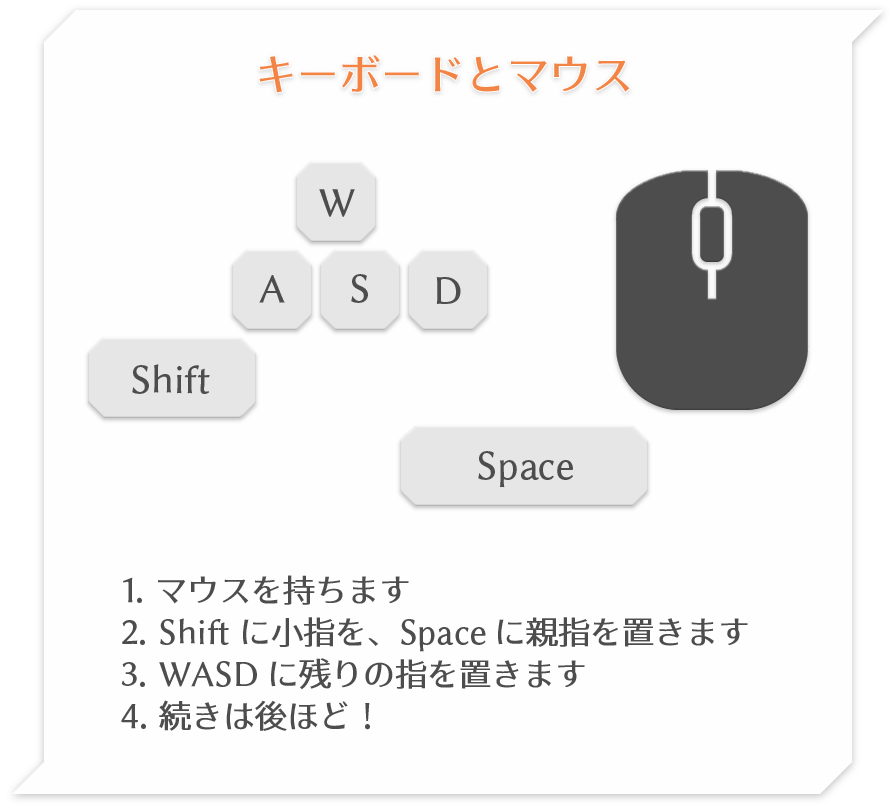 キーボードとマウス
W
A S D
Shift
Space
1. マウスを持ちます
2. Shift に小指を、Space に親指を置きます
3. WASD に残りの指を置きます
4. 続きは後ほど！